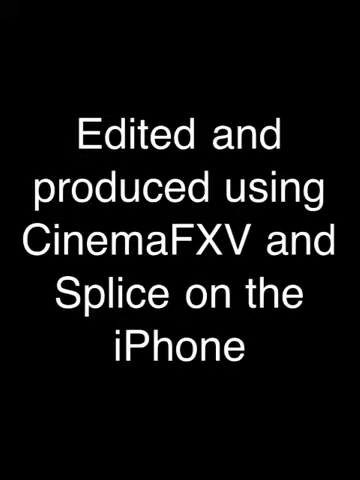 Edited and
produced using
CinemaFXV and
Splice on the
iPhone